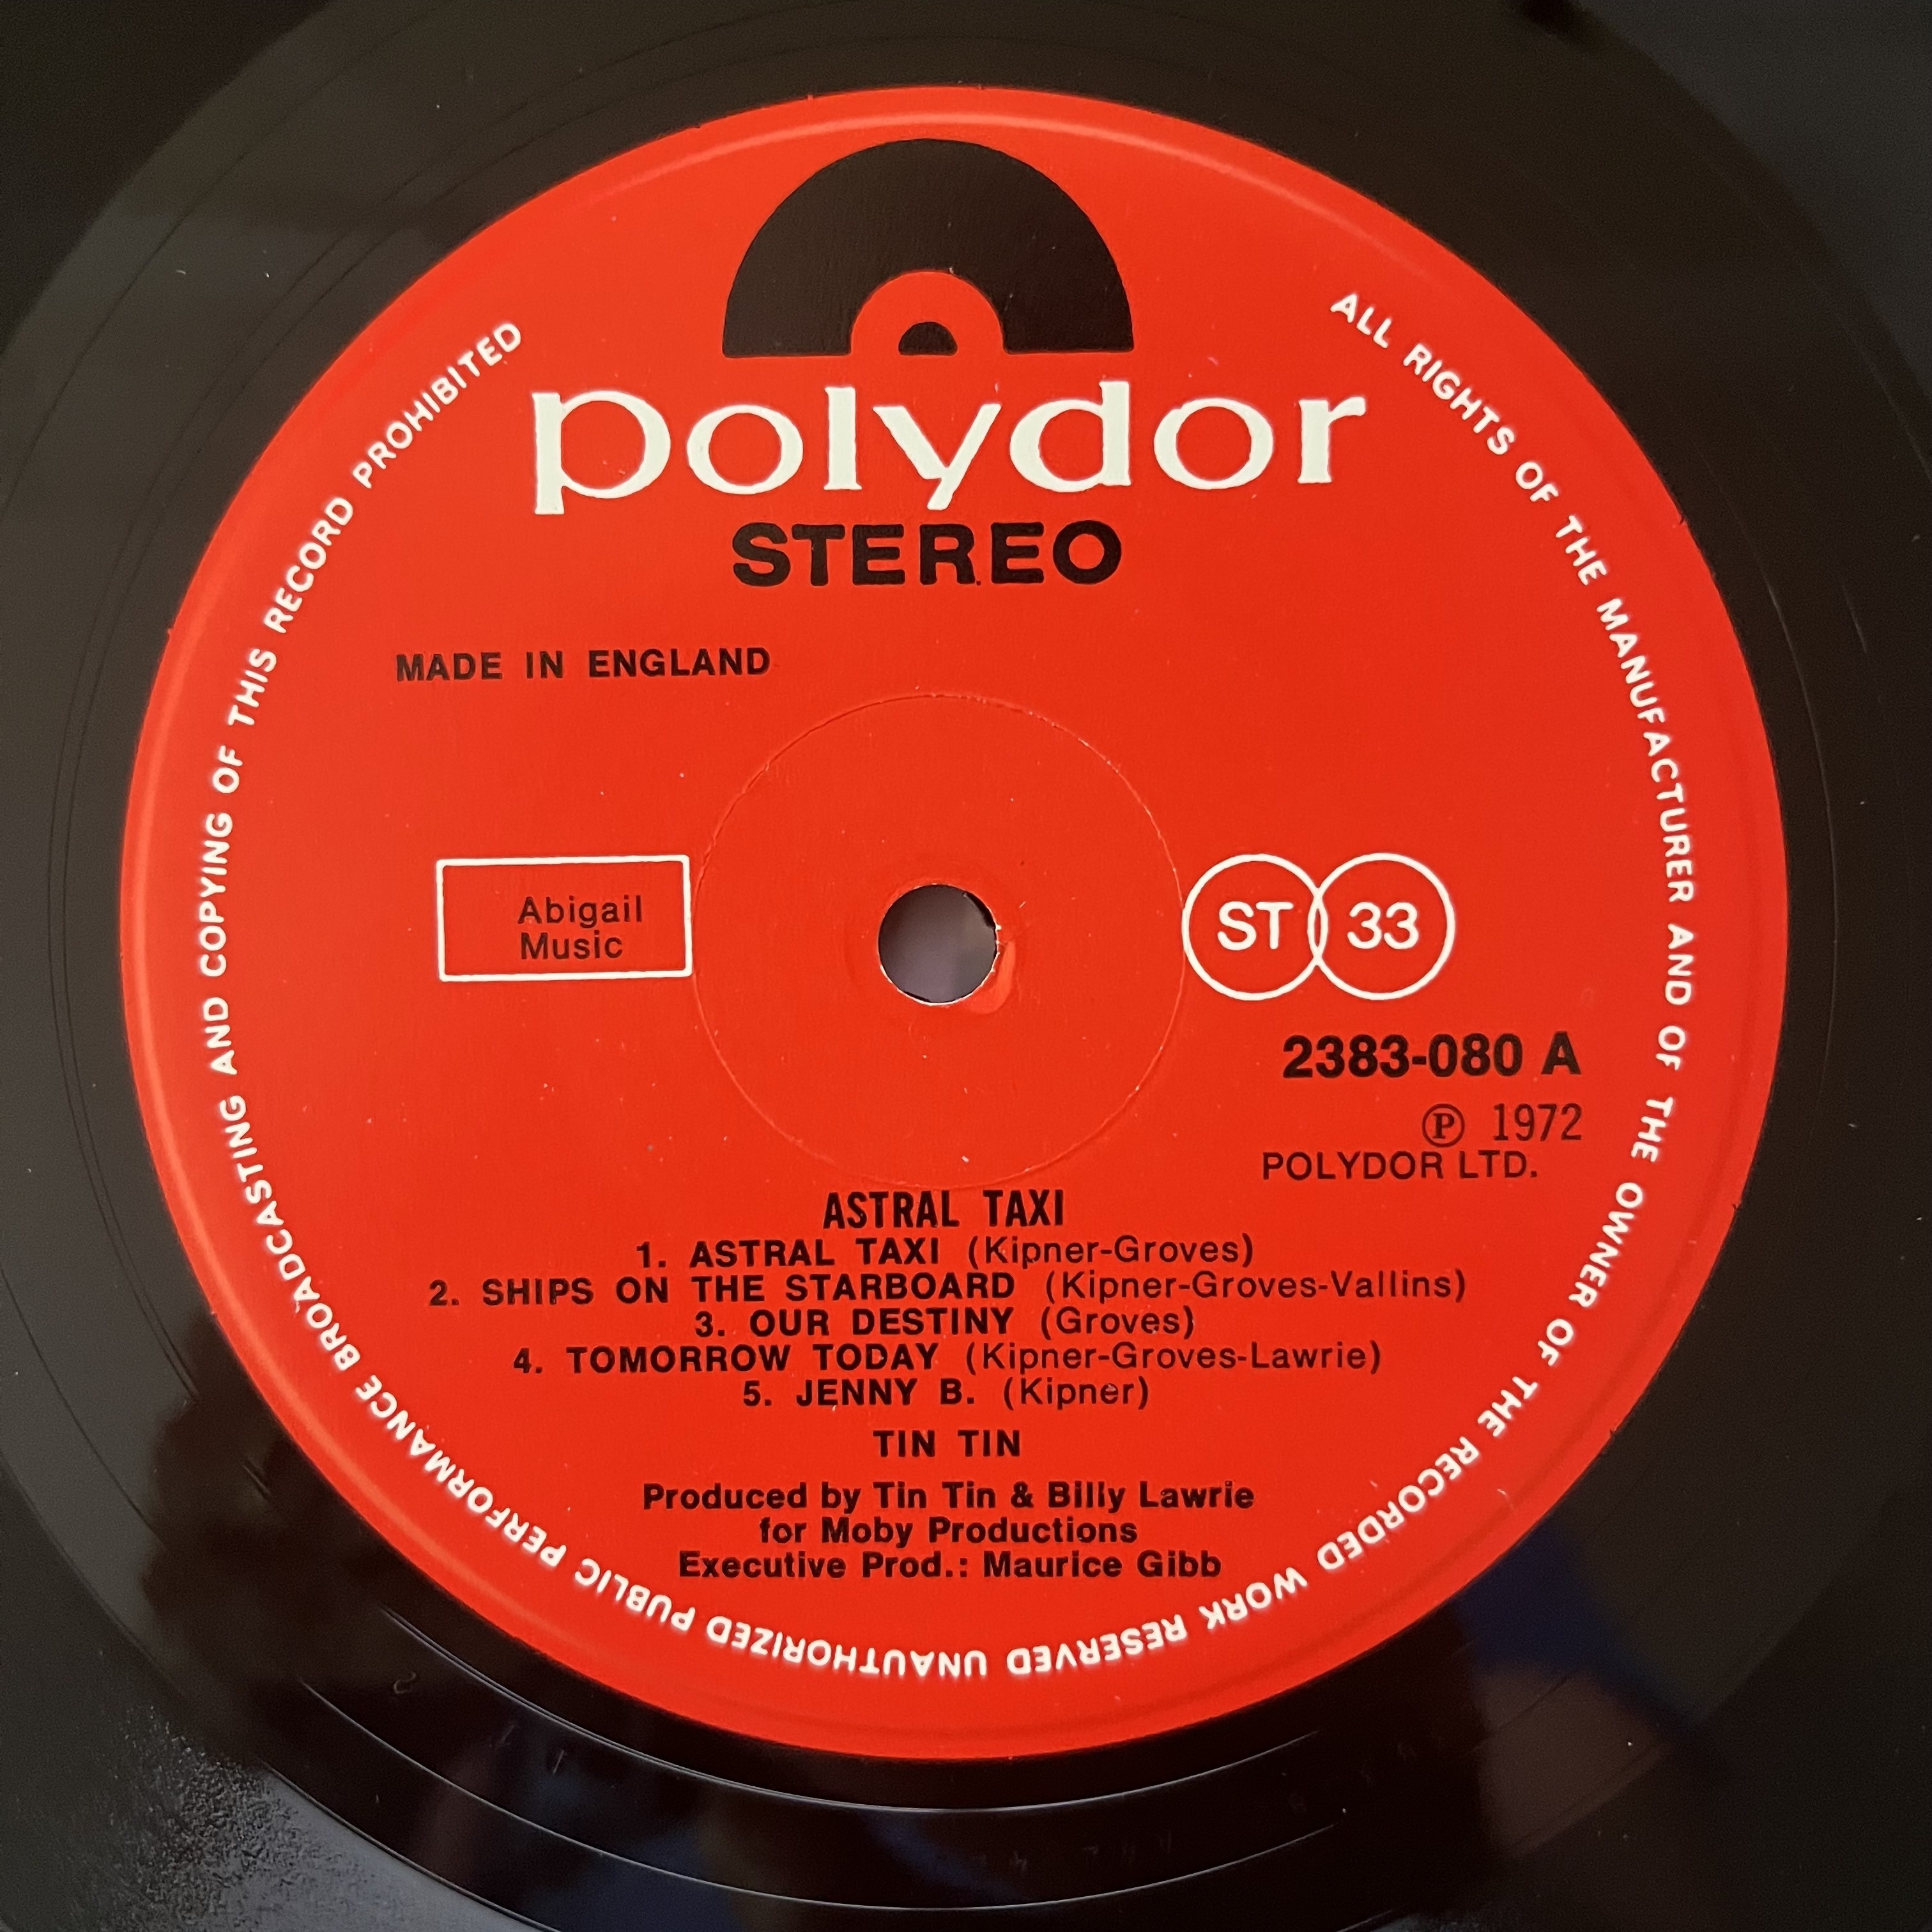 polydor
STEREO
MADE IN ENGLAND
Abigail
Music
ST 33
2383-080 A
Ⓟ 1972
POLYDOR LTD.
ASTRAL TAXI
1. ASTRAL TAXI (Kipner-Groves)
2. SHIPS ON THE STARBOARD (Kipner-Groves-Vallins)
3. OUR DESTINY (Groves)
4. TOMORROW TODAY (Kipner-Groves-Lawrie)
5. JENNY B. (Kipner)
TIN TIN
Produced by Tin Tin & Billy Lawrie
for Moby Productions
Executive Prod.: Maurice Gibb
ALL RIGHTS OF THE MANUFACTURER AND OF THE OWNER OF THE RECORDED WORK RESERVED UNAUTHORIZED PUBLIC PERFORMANCE BROADCASTING AND COPYING OF THIS RECORD PROHIBITED